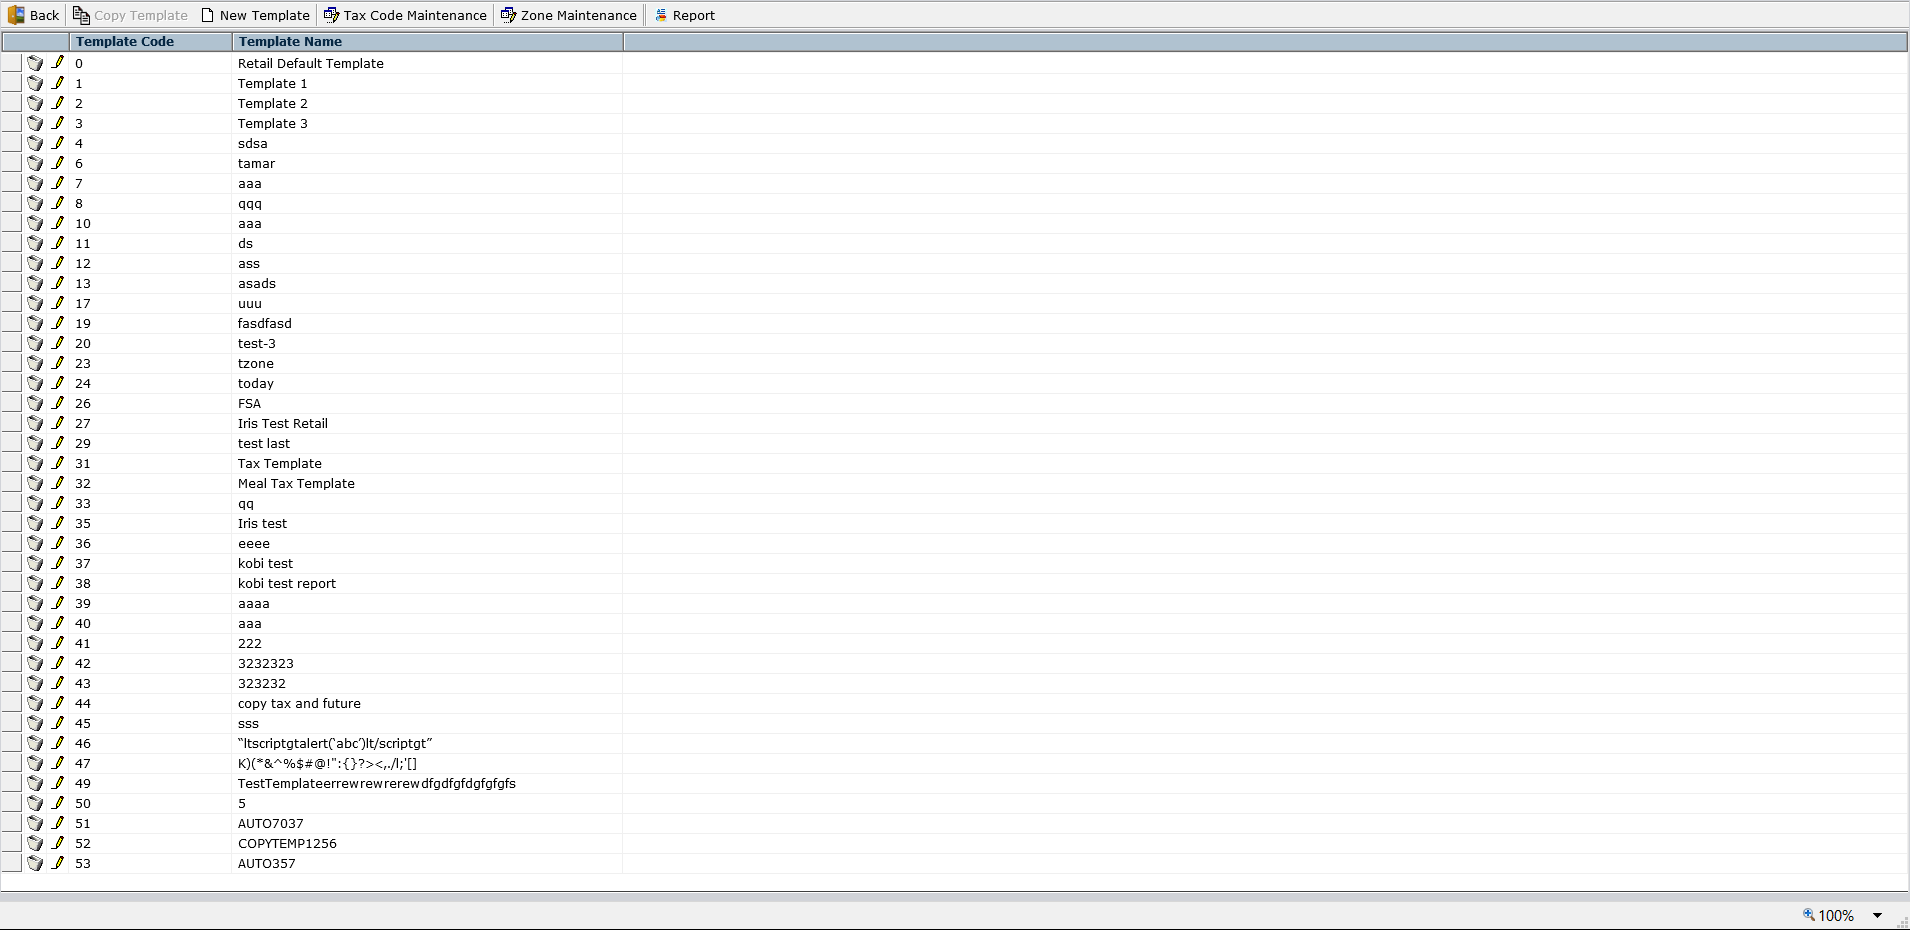 Back Copy Template New Template Tax Code Maintenance Zone Maintenance Report
Template Code Template Name
0 Retail Default Template
1 Template 1
2 Template 2
3 Template 3
4 sdsa
6 tamar
7 aaa
8 qqq
10 aaa
11 ds
12 ass
13 asads
17 uuu
19 fasdfasd
20 test-3
23 tzone
24 today
26 FSA
27 Iris Test Retail
29 test last
31 Tax Template
32 Meal Tax Template
33 qq
35 Iris test
36 eeee
37 kobi test
38 kobi test report
39 aaaa
40 aaa
41 222
42 3232323
43 323232
44 copy tax and future
45 sss
46 “ltscriptgtalert(‘abc’)lt/scriptgt”
47 K)(*&^%$#@!":{}?><,./l;'[]
49 TestTemplateerrewrewrerewdfgdfgfdgfgfgfs
50 5
51 AUTO7037
52 COPYTEMP1256
53 AUTO357
100%